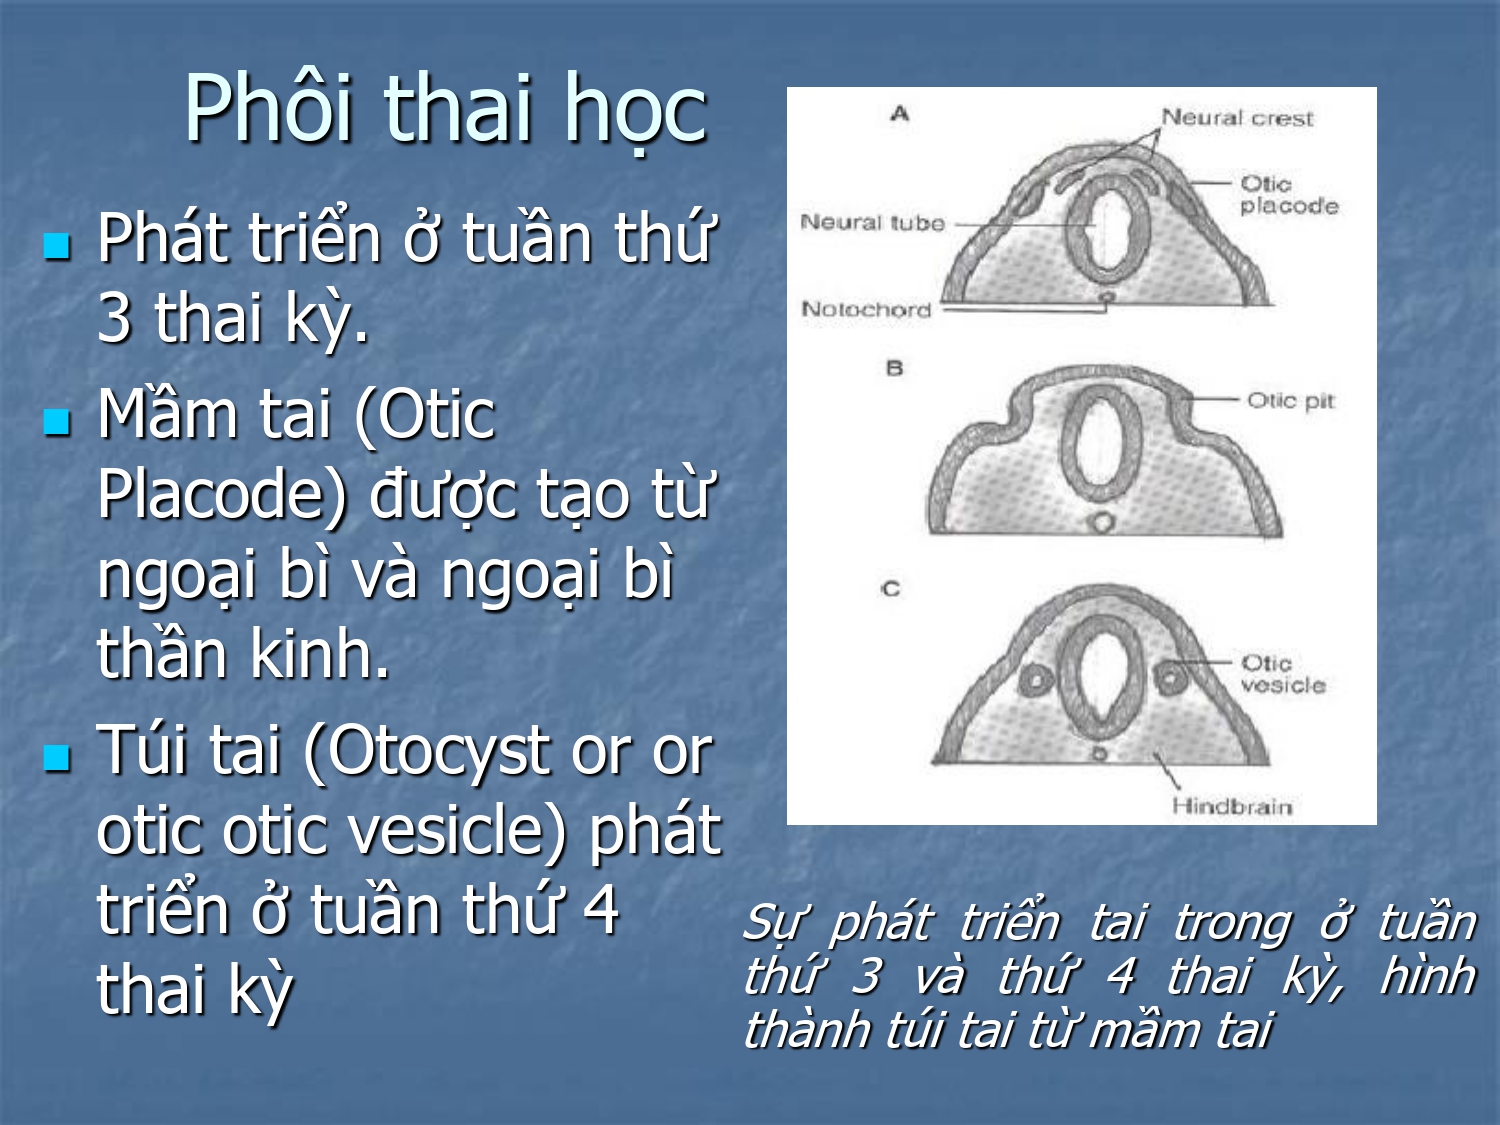 Phôi thai học
Phát triển ở tuần thứ
3 thai kỳ.
Mầm tai (Otic
Placode) được tạo từ
ngoại bì và ngoại bì
thần kinh.
Túi tai (Otocyst or or
otic otic vesicle) phát
triển ở tuần thứ 4
thai kỳ
A
Neural crest
Otic
placode
Neural tube
Notochord
B
Otic pit
C
Otic
vesicle
Hindbrain
Sự phát triển tai trong ở tuần
thứ 3 và thứ 4 thai kỳ, hình
thành túi tai từ mầm tai